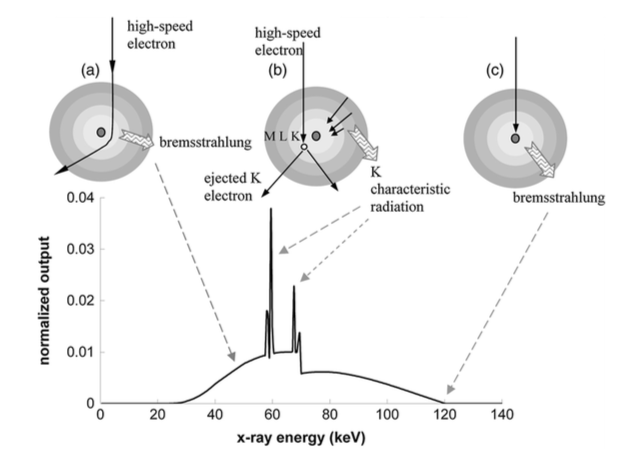 high-speed
electron
(a)
bremsstrahlung
high-speed
electron
(b)
M L K
ejected K
electron
K
characteristic
radiation
(c)
bremsstrahlung
normalized output
0.04
0.03
0.02
0.01
0
0 20 40 60 80 100 120 140
x-ray energy (keV)